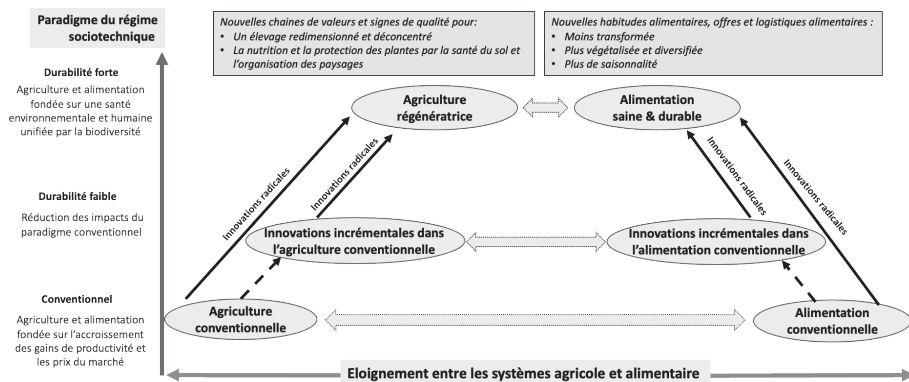 Paradigme du régime
sociotechnique
Nouvelles chaines de valeurs et signes de qualité pour:
• Un élevage redimensionné et déconcentré
• La nutrition et la protection des plantes par la santé du sol et
l'organisation des paysages
Nouvelles habitudes alimentaires, offres et logistiques alimentaires :
• Moins transformée
• Plus végétalisée et diversifiée
• Plus de saisonnalité
Durabilité forte
Agriculture et alimentation
fondée sur une santé
environnementale et humaine
unifiée par la biodiversité
Agriculture
régénératrice
Alimentation
saine & durable
Innovations radicales
Innovations radicales
Innovations radicales
Innovations radicales
Durabilité faible
Réduction des impacts du
paradigme conventionnel
Innovations incrémentales dans
l'agriculture conventionnelle
Innovations incrémentales dans
l'alimentation conventionnelle
Conventionnel
Agriculture et alimentation
fondée sur l'accroissement
des gains de productivité et
les prix du marché
Agriculture
conventionnelle
Alimentation
conventionnelle
Eloignement entre les systèmes agricole et alimentaire